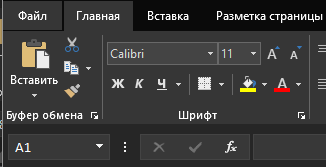 Файл Главная Вставка Разметка страницы
Calibri 11 A A
Вставить Ж К Ч А
Буфер обмена Шрифт
A1 fx